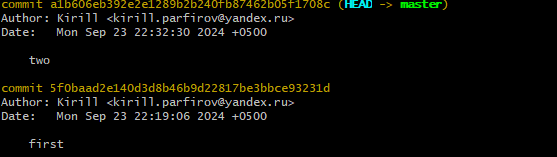 commit a1b606eb392e2e1289b2b240fb87462b05f1708c (HEAD -> master)
Author: Kirill <kirill.parfirov@yandex.ru>
Date:   Mon Sep 23 22:32:30 2024 +0500
two
commit 5f0baad2e140d3d8b46b9d22817be3bbce93231d
Author: Kirill <kirill.parfirov@yandex.ru>
Date:   Mon Sep 23 22:19:06 2024 +0500
first